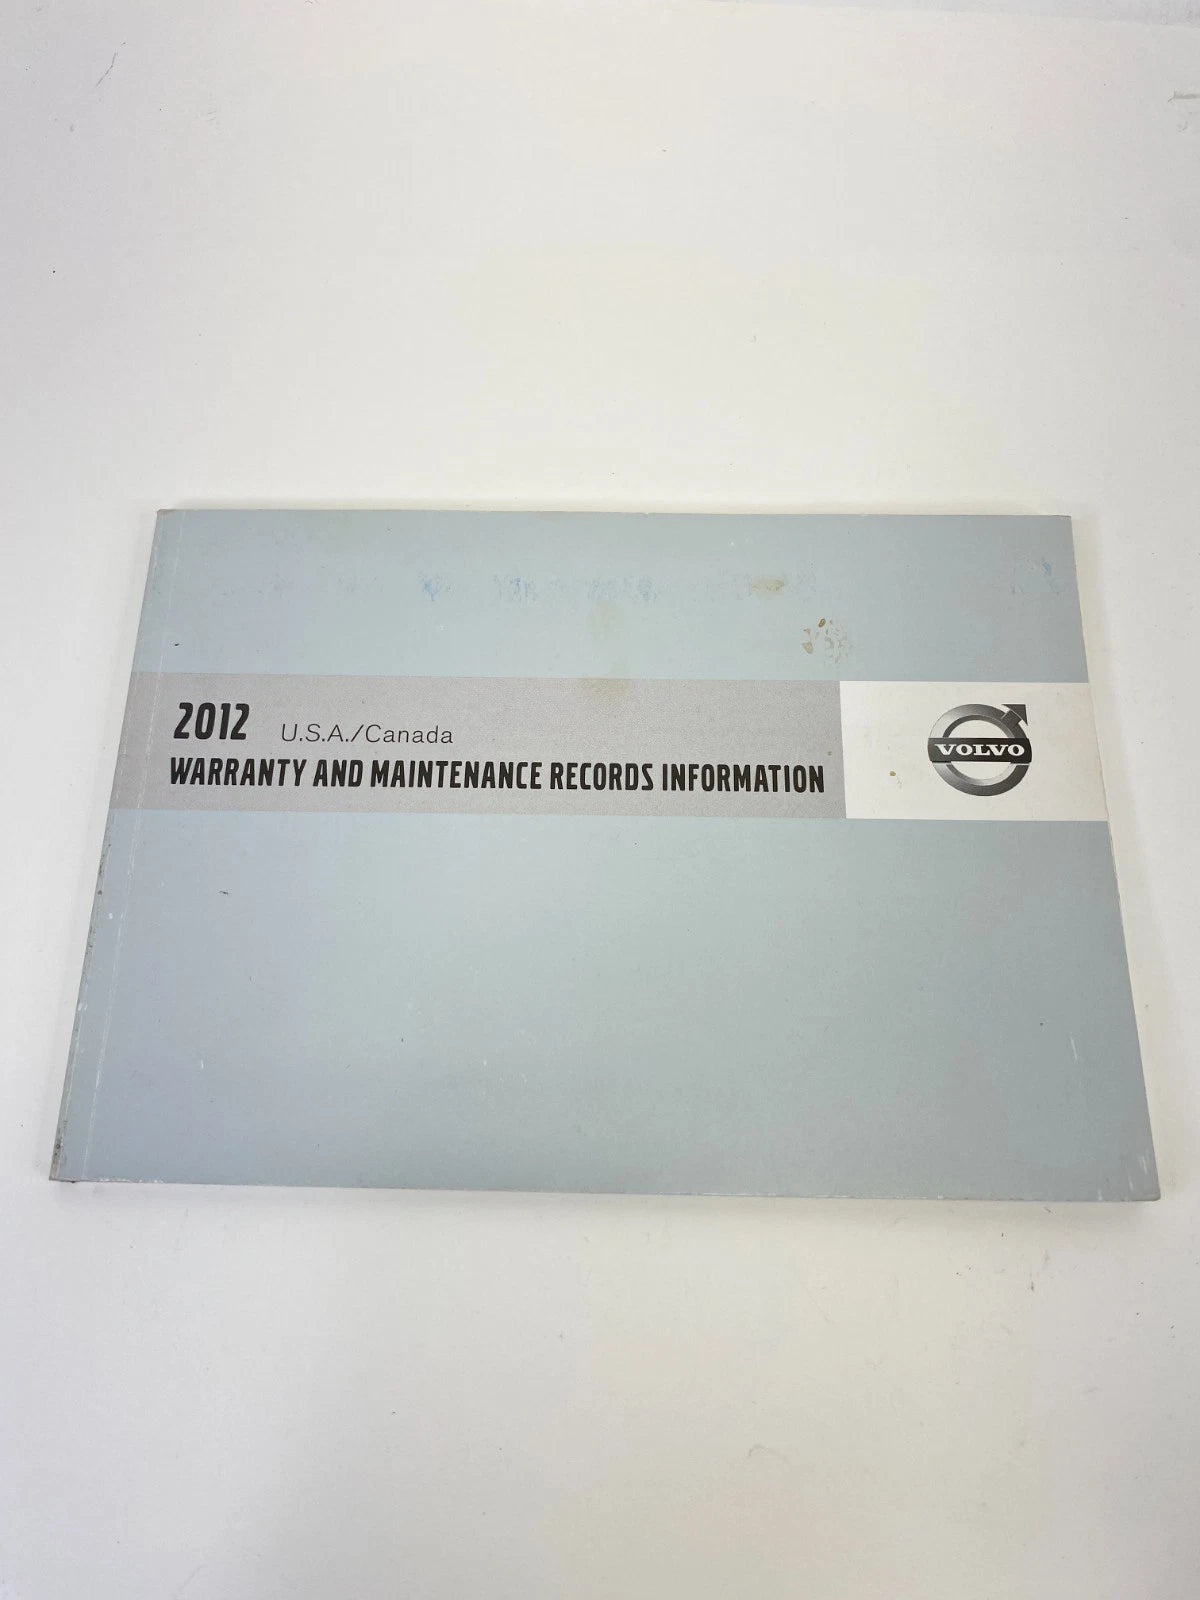 2012 U.S.A./Canada
WARRANTY AND MAINTENANCE RECORDS INFORMATION
VOLVO